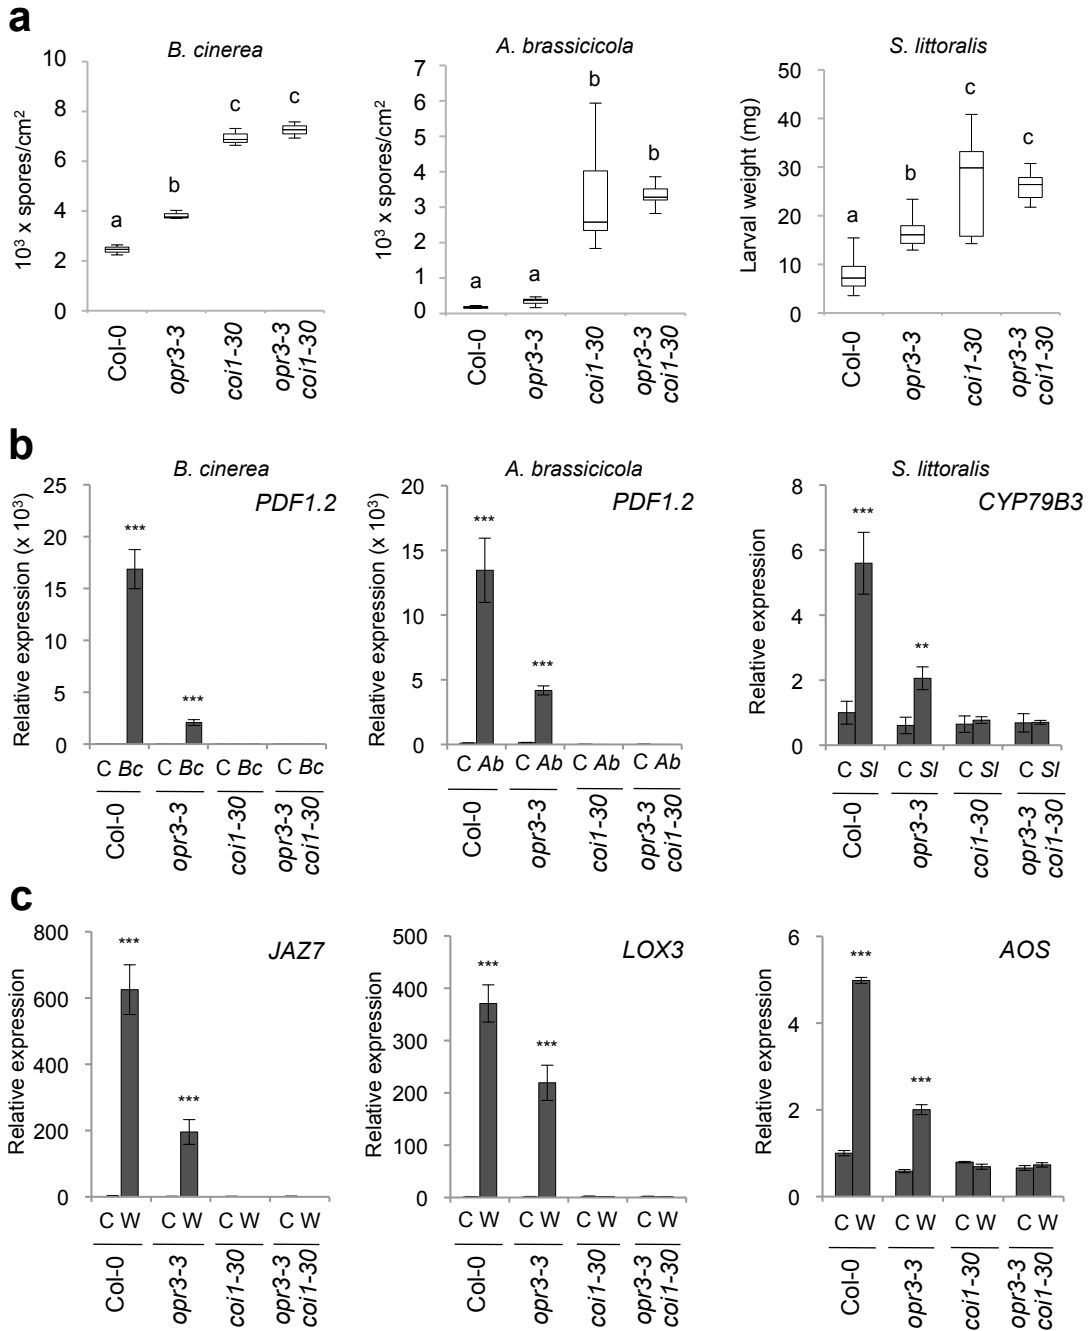 a
B. cinerea
A. brassicicola
S. littoralis
10³ x spores/cm²
10
8
6
4
2
0
a
b
c
c
Col-0
opr3-3
coi1-30
opr3-3
coi1-30
10³ x spores/cm²
7
6
5
4
3
2
1
0
a
a
b
b
Col-0
opr3-3
coi1-30
opr3-3
coi1-30
Larval weight (mg)
50
40
30
20
10
0
a
b
c
c
Col-0
opr3-3
coi1-30
opr3-3
coi1-30
b
B. cinerea
A. brassicicola
S. littoralis
PDF1.2
Relative expression (x 10³)
25
20
15
10
5
0
***
***
C Bc C Bc C Bc C Bc
Col-0
opr3-3
coi1-30
opr3-3
coi1-30
PDF1.2
Relative expression (x 10³)
20
15
10
5
0
***
***
C Ab C Ab C Ab C Ab
Col-0
opr3-3
coi1-30
opr3-3
coi1-30
CYP79B3
Relative expression
8
6
4
2
0
***
**
C Sl C Sl C Sl C Sl
Col-0
opr3-3
coi1-30
opr3-3
coi1-30
c
JAZ7
Relative expression
800
600
400
200
0
***
***
C W C W C W C W
Col-0
opr3-3
coi1-30
opr3-3
coi1-30
LOX3
Relative expression
500
400
300
200
100
0
***
***
C W C W C W C W
Col-0
opr3-3
coi1-30
opr3-3
coi1-30
AOS
Relative expression
6
4
2
0
***
***
C W C W C W C W
Col-0
opr3-3
coi1-30
opr3-3
coi1-30